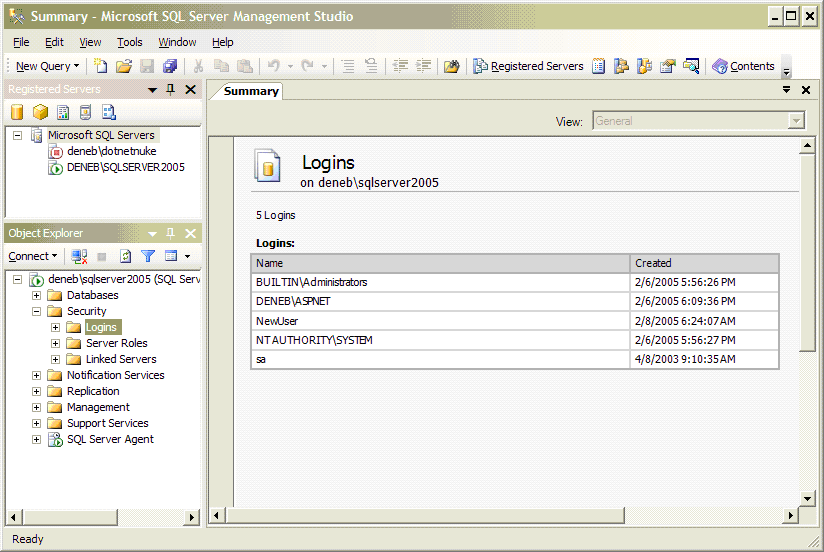 Summary - Microsoft SQL Server Management Studio
File Edit View Tools Window Help
New Query Registered Servers Contents
Registered Servers
Microsoft SQL Servers
deneb\dotnetnuke
DENEB\SQLSERVER2005
Object Explorer
Connect
deneb\sqlserver2005 (SQL Serv
Databases
Security
Logins
Server Roles
Linked Servers
Notification Services
Replication
Management
Support Services
SQL Server Agent
Summary
View: General
Logins
on deneb\sqlserver2005
5 Logins
Logins:
Name Created
BUILTIN\Administrators 2/6/2005 5:56:26 PM
DENEB\ASPNET 2/6/2005 6:09:36 PM
NewUser 2/8/2005 6:24:07 AM
NT AUTHORITY\SYSTEM 2/6/2005 5:56:27 PM
sa 4/8/2003 9:10:35 AM
Ready